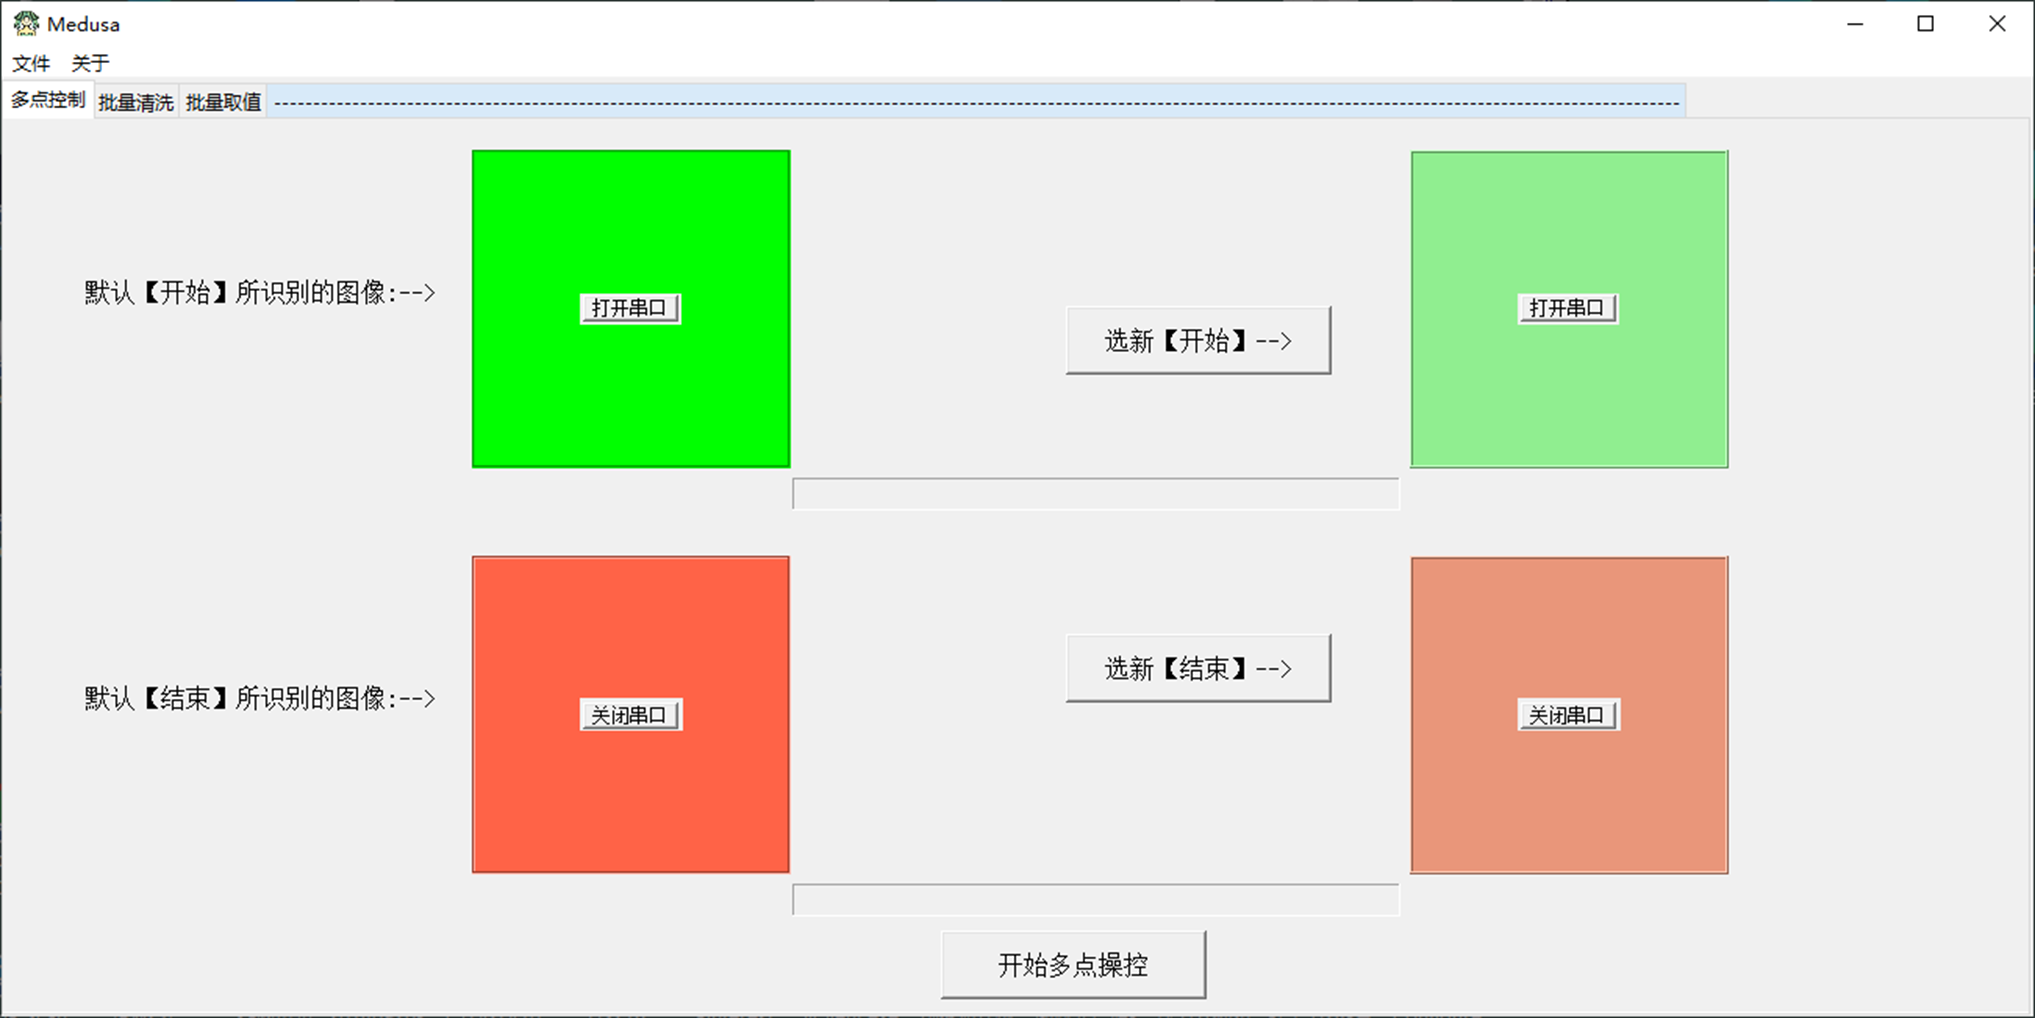 Medusa
文件 关于
多点控制 批量清洗 批量取值 ----------------------------------------------------------------------------------------------------------------------------------------------------------------
默认【开始】所识别的图像:-->
打开串口
选新【开始】-->
打开串口
默认【结束】所识别的图像:-->
关闭串口
选新【结束】-->
关闭串口
开始多点操控